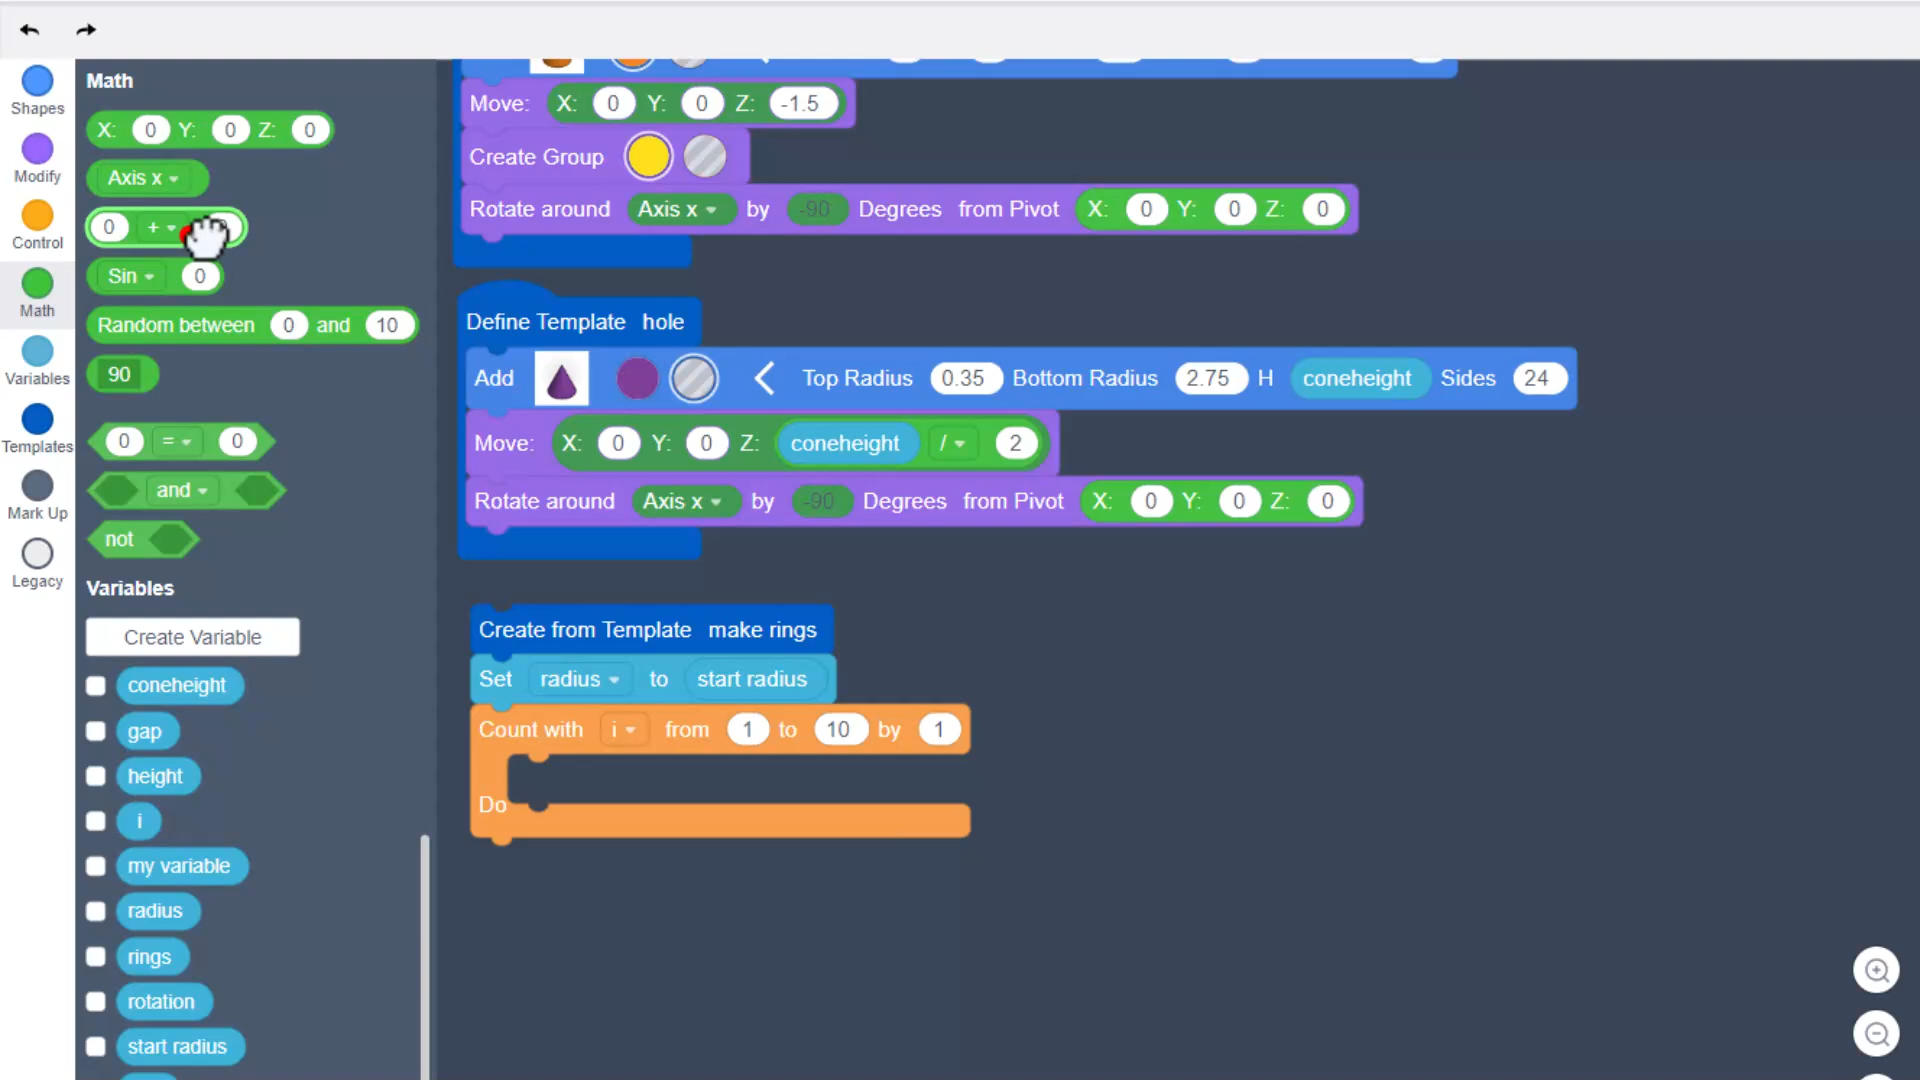 Shapes
Modify
Control
Math
Variables
Templates
Mark Up
Legacy
Math
X: 0 Y: 0 Z: 0
Axis x
0 +
Sin 0
Random between 0 and 10
90
0 = 0
and
not
Variables
Create Variable
coneheight
gap
height
i
my variable
radius
rings
rotation
start radius
Move: X: 0 Y: 0 Z: -1.5
Create Group
Rotate around Axis x by -90 Degrees from Pivot X: 0 Y: 0 Z: 0
Define Template hole
Add Top Radius 0.35 Bottom Radius 2.75 H coneheight Sides 24
Move: X: 0 Y: 0 Z: coneheight / 2
Rotate around Axis x by -90 Degrees from Pivot X: 0 Y: 0 Z: 0
Create from Template make rings
Set radius to start radius
Count with i from 1 to 10 by 1
Do